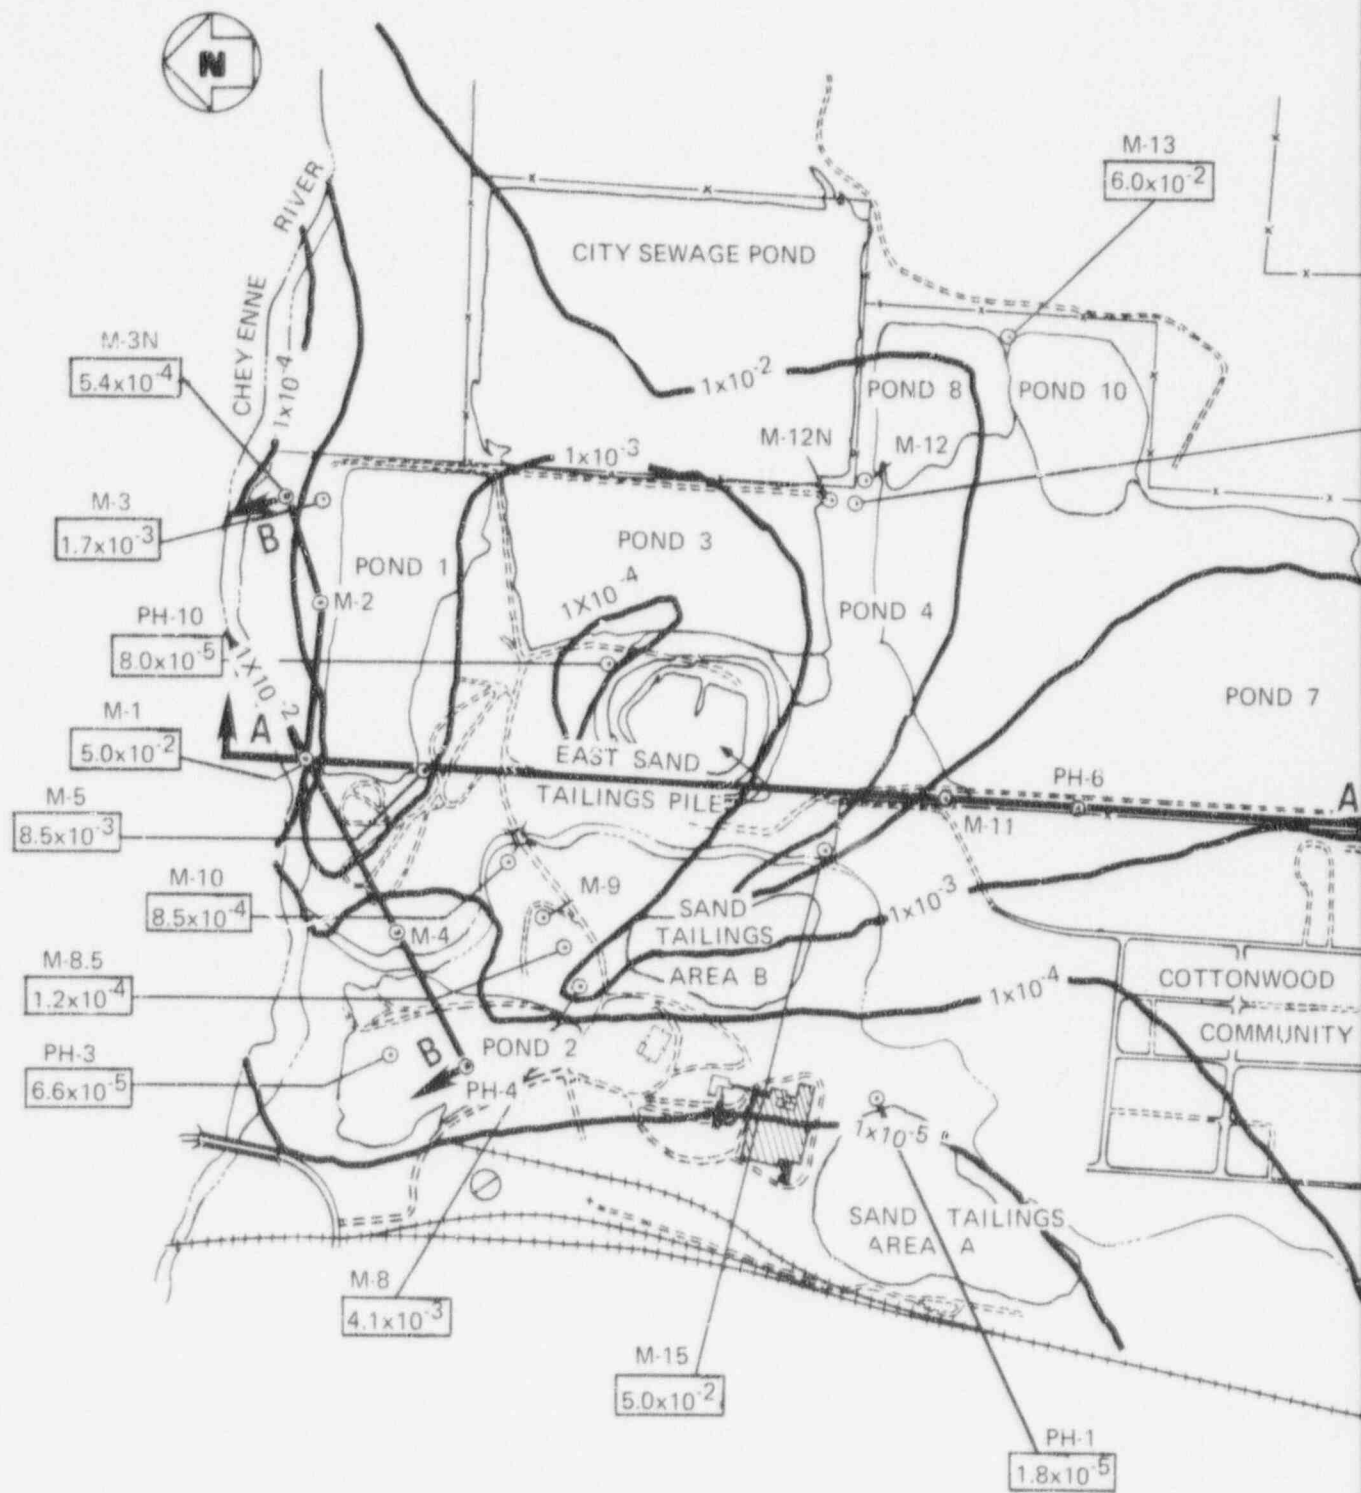 N
M-13
6.0x10-2
RIVER
CHEYENNE
CITY SEWAGE POND
M-3N
5.4x10-4
1x10-4
1x10-2
POND 8
POND 10
M-12N
M-12
1x10-3
M-3
1.7x10-3
B
POND 1
POND 3
M-2
1X10-4
POND 4
PH-10
8.0x10-5
1X10-2
POND 7
M-1
5.0x10-2
A
EAST SAND
TAILINGS PILE
PH-6
A
M-11
M-5
8.5x10-3
M-10
8.5x10-4
M-9
M-4
SAND
TAILINGS
AREA B
1x10-3
M-8.5
1.2x10-4
1x10-4
COTTONWOOD
COMMUNITY
PH-3
6.6x10-5
B
POND 2
PH-4
1x10-5
SAND TAILINGS
AREA A
M-8
4.1x10-3
M-15
5.0x10-2
PH-1
1.8x10-5